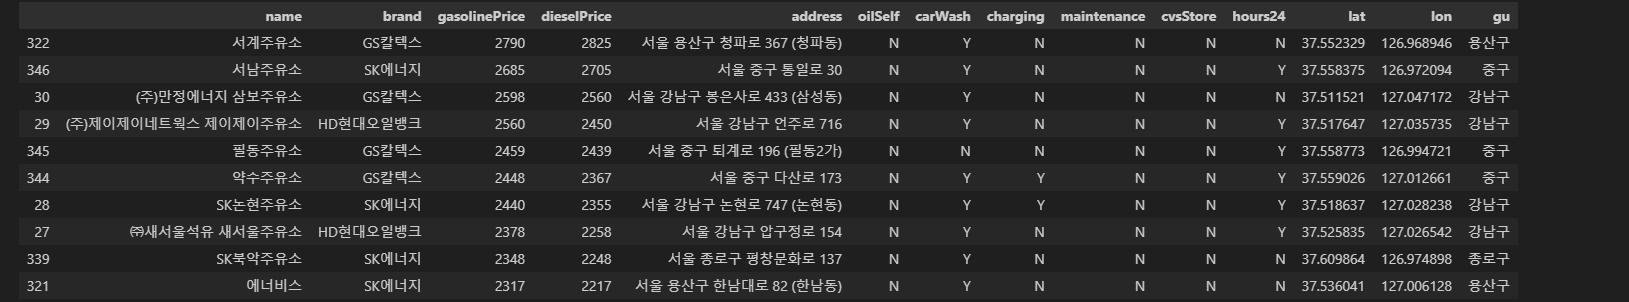 name brand gasolinePrice dieselPrice address oilSelf carWash charging maintenance cvsStore hours24 lat lon gu
322 서계주유소 GS칼텍스 2790 2825 서울 용산구 청파로 367 (청파동) N Y N N N N 37.552329 126.968946 용산구
346 서남주유소 SK에너지 2685 2705 서울 중구 통일로 30 N Y N N N Y 37.558375 126.972094 중구
30 (주)만정에너지 삼보주유소 GS칼텍스 2598 2560 서울 강남구 봉은사로 433 (삼성동) N Y N N N N 37.511521 127.047172 강남구
29 (주)제이제이네트웍스 제이제이주유소 HD현대오일뱅크 2560 2450 서울 강남구 언주로 716 N Y N N N Y 37.517647 127.035735 강남구
345 필동주유소 GS칼텍스 2459 2439 서울 중구 퇴계로 196 (필동2가) N N N N N Y 37.558773 126.994721 중구
344 약수주유소 GS칼텍스 2448 2367 서울 중구 다산로 173 N Y Y N N Y 37.559026 127.012661 중구
28 SK논현주유소 SK에너지 2440 2355 서울 강남구 논현로 747 (논현동) N Y Y N N Y 37.518637 127.028238 강남구
27 ㈜새서울석유 새서울주유소 HD현대오일뱅크 2378 2258 서울 강남구 압구정로 154 N Y N N N Y 37.525835 127.026542 강남구
339 SK북악주유소 SK에너지 2348 2248 서울 종로구 평창문화로 137 N Y N N N N 37.609864 126.974898 종로구
321 에너비스 SK에너지 2317 2217 서울 용산구 한남대로 82 (한남동) N Y N N N N 37.536041 127.006128 용산구